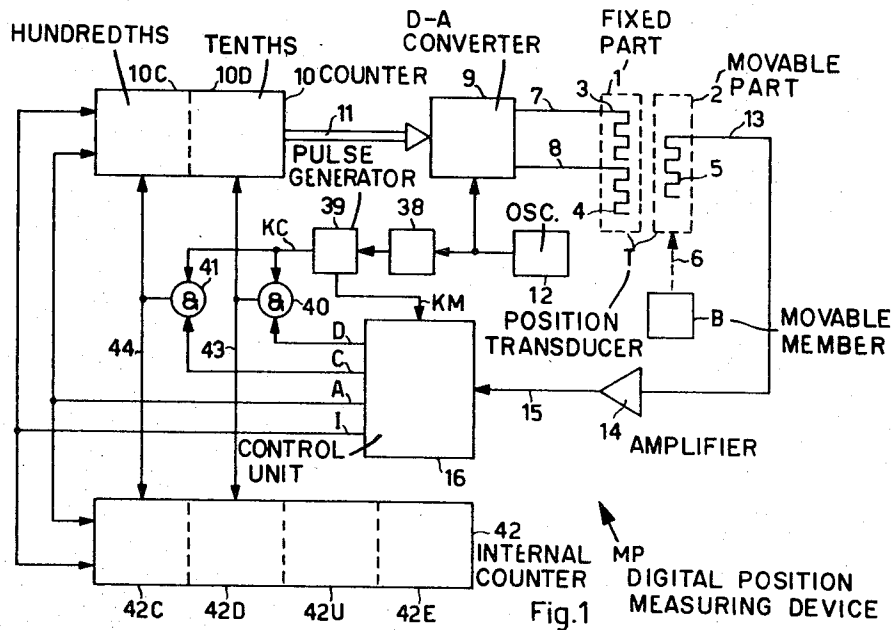 HUNDREDTHS
10C
TENTHS
10D
10 COUNTER
D-A
CONVERTER
9
FIXED
PART
1
MOVABLE
PART
2
7
3
13
11
8
5
4
PULSE
GENERATOR
39
38
OSC.
12
T
6
B
KC
KM
41
&
&
40
44
43
D
C
A
I
POSITION
TRANSDUCER
MOVABLE
MEMBER
15
14
AMPLIFIER
CONTROL
UNIT
16
42
INTERNAL
COUNTER
42C
42D
42U
42E
MP
DIGITAL POSITION
MEASURING DEVICE
Fig.1